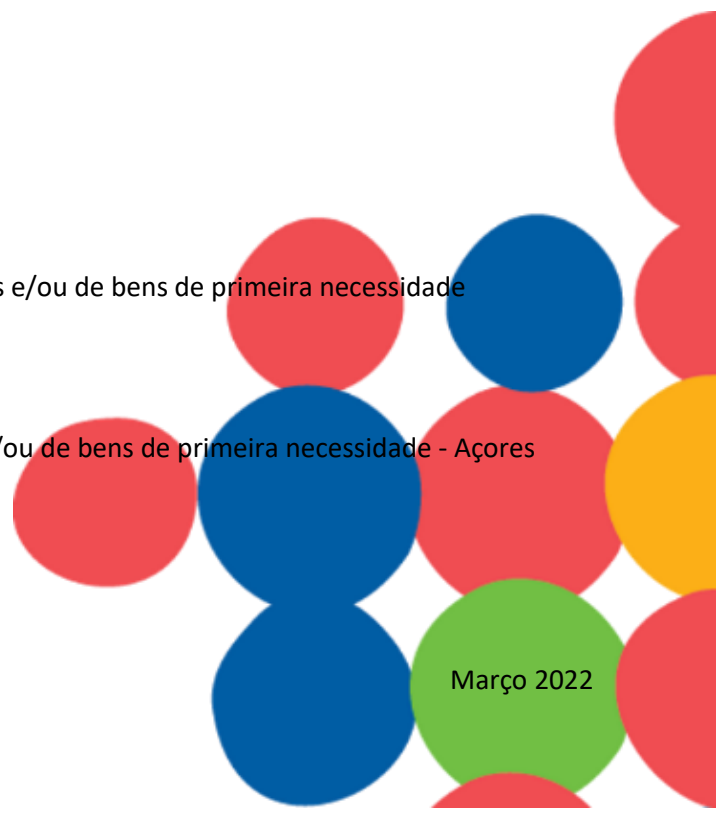 s e/ou de bens de primeira necessidade
/ou de bens de primeira necessidade - Açores
Março 2022